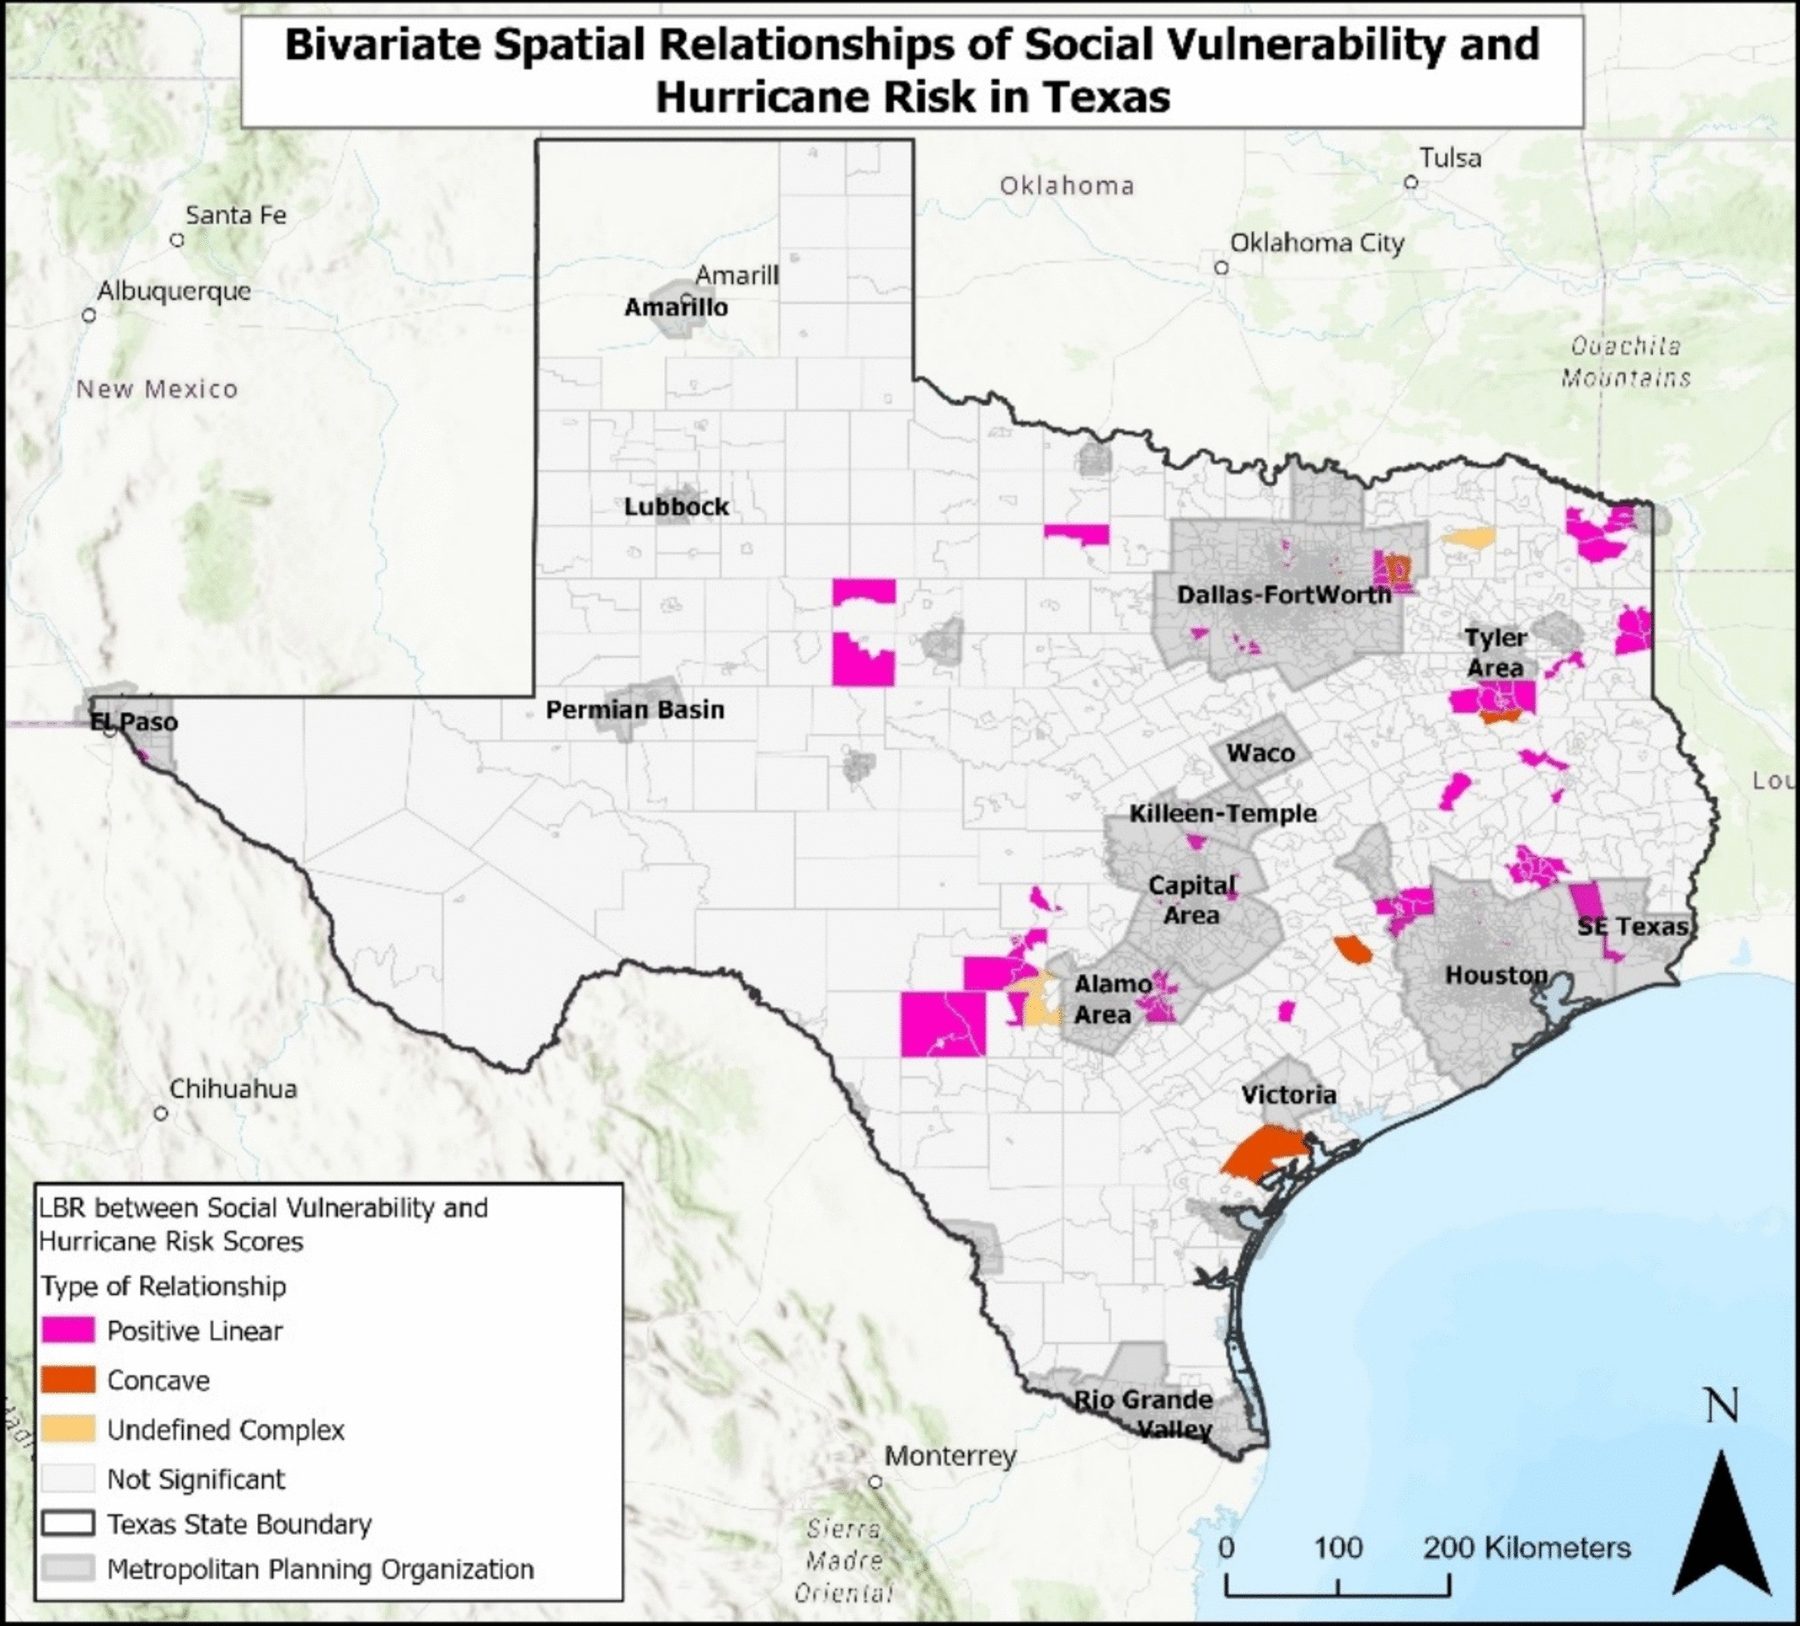 Bivariate Spatial Relationships of Social Vulnerability and
Hurricane Risk in Texas
Tulsa
Oklahoma
Santa Fe
Oklahoma City
Amarill
Albuquerque
Amarillo
Ouachita
Mountains
New Mexico
Lubbock
Dallas-FortWorth
Tyler
Area
Permian Basin
El Paso
Waco
Lou
Killeen-Temple
Capital
Area
SE Texas
Houston
Alamo
Area
Chihuahua
Victoria
LBR between Social Vulnerability and
Hurricane Risk Scores
Type of Relationship
Positive Linear
Concave
Undefined Complex
Not Significant
Texas State Boundary
Metropolitan Planning Organization
Rio Grande
Valley
N
Monterrey
Sierra
Madre
Oriental
0 100 200 Kilometers